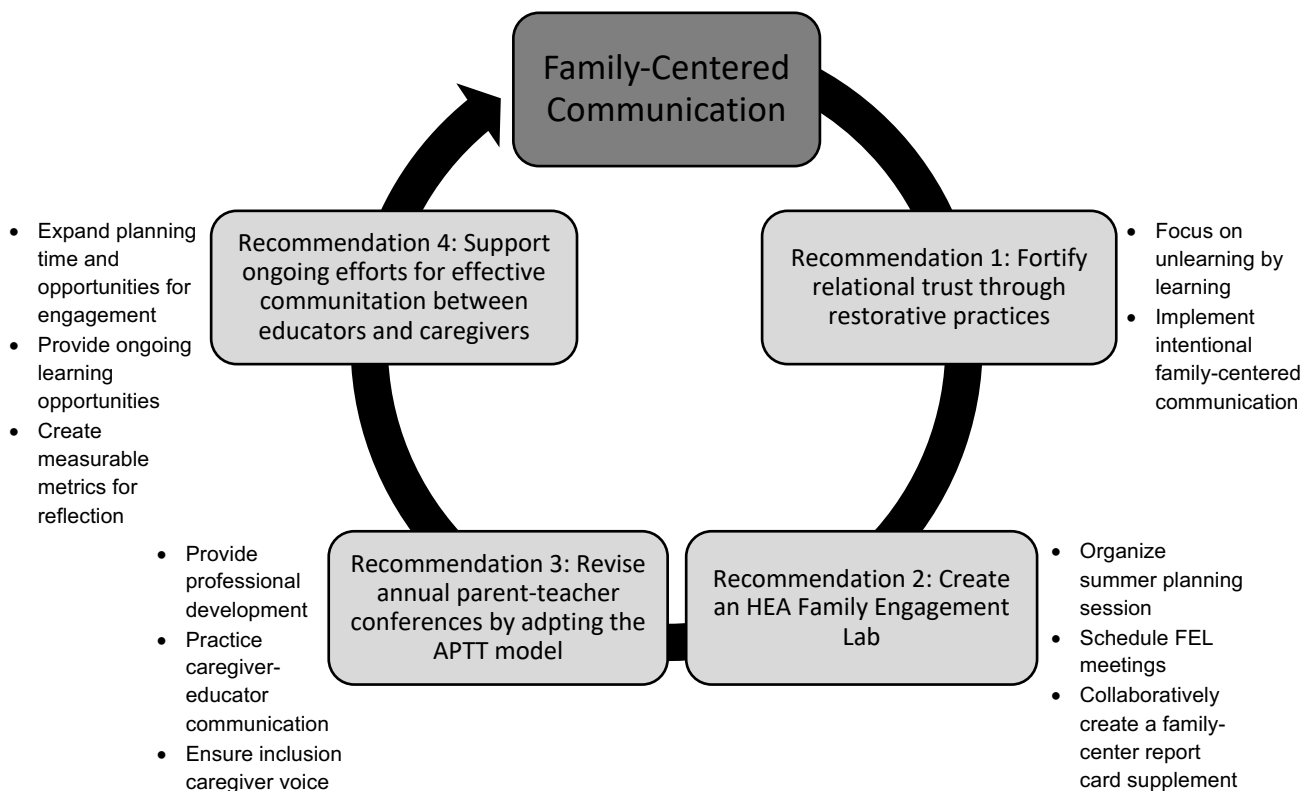 Family-Centered
Communication
Recommendation 1: Fortify
relational trust through
restorative practices
• Focus on
unlearning by
learning
• Implement
intentional
family-centered
communication
Recommendation 2: Create
an HEA Family Engagement
Lab
• Organize
summer planning
session
• Schedule FEL
meetings
• Collaboratively
create a family-
center report
card supplement
Recommendation 3: Revise
annual parent-teacher
conferences by adpting the
APTT model
• Provide
professional
development
• Practice
caregiver-
educator
communication
• Ensure inclusion
caregiver voice
Recommendation 4: Support
ongoing efforts for effective
communitation between
educators and caregivers
• Expand planning
time and
opportunities for
engagement
• Provide ongoing
learning
opportunities
• Create
measurable
metrics for
reflection